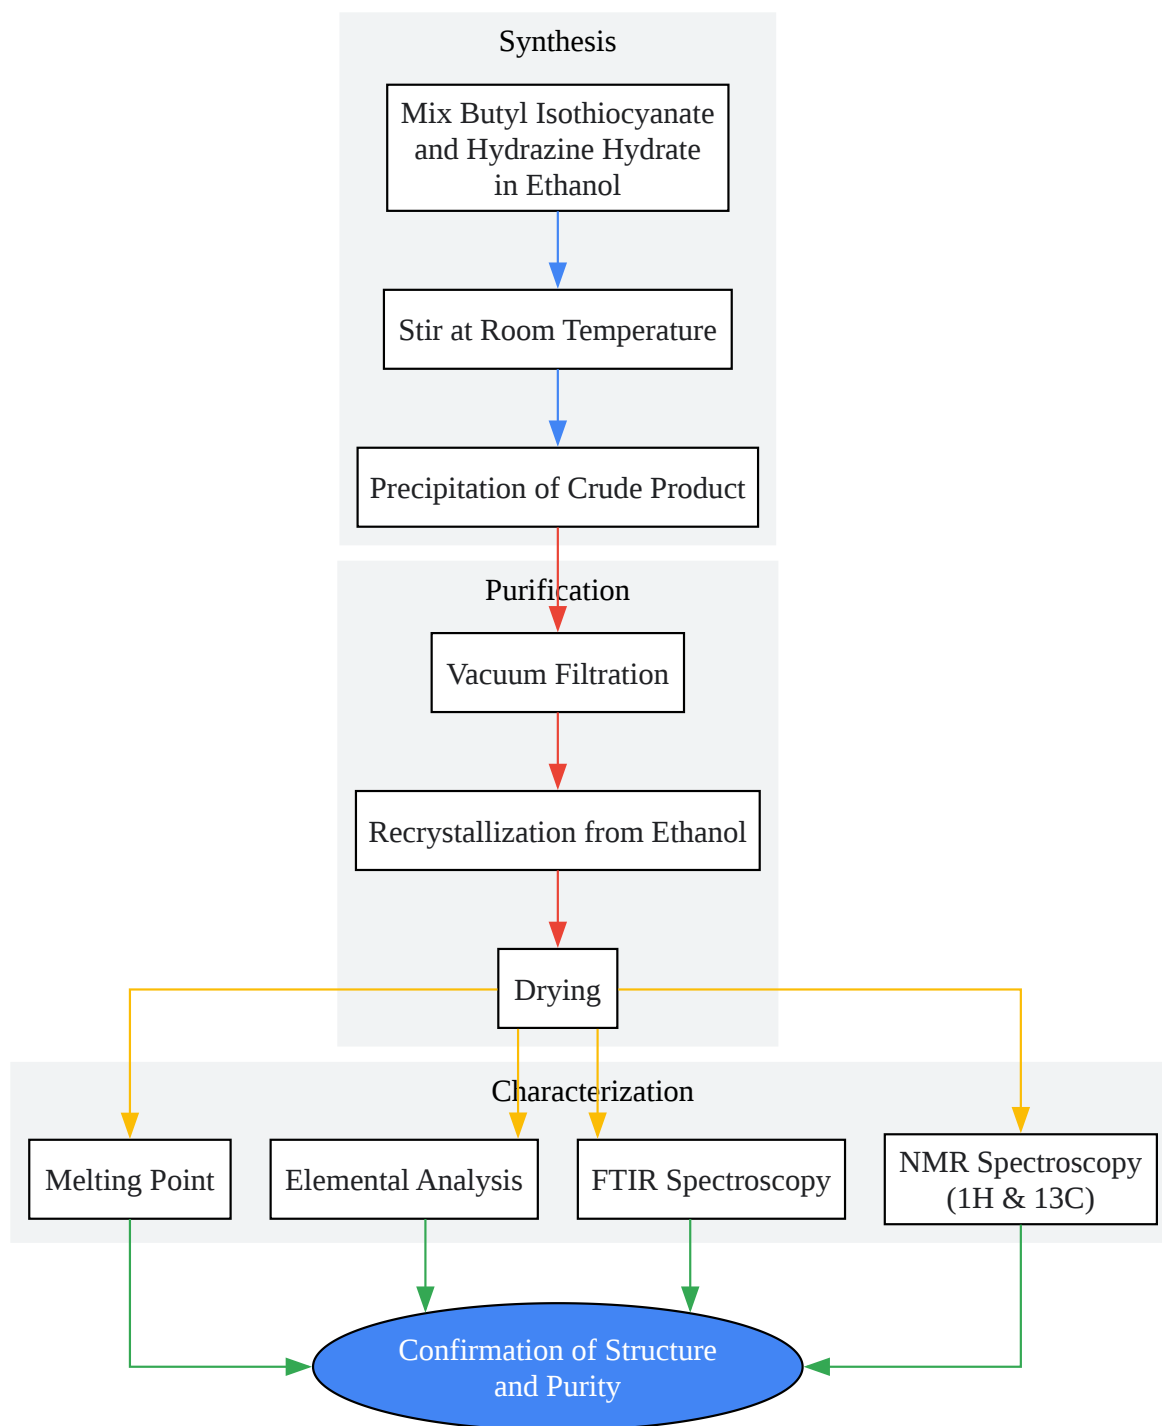 Synthesis
Mix Butyl Isothiocyanate
and Hydrazine Hydrate
in Ethanol
Stir at Room Temperature
Precipitation of Crude Product
Purification
Vacuum Filtration
Recrystallization from Ethanol
Drying
Characterization
Melting Point
Elemental Analysis
FTIR Spectroscopy
NMR Spectroscopy
(1H & 13C)
Confirmation of Structure
and Purity